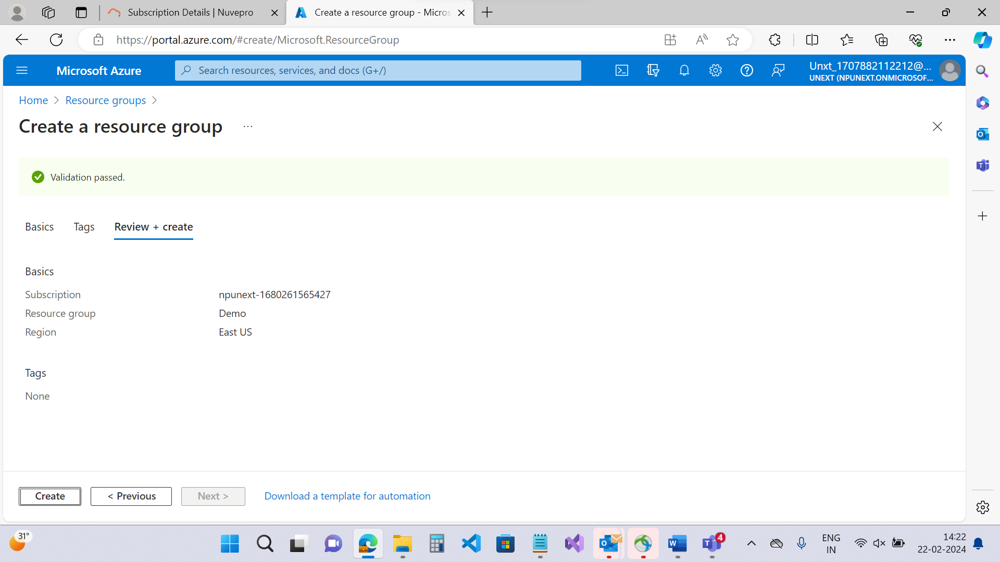 Subscription Details | Nuvepro
Create a resource group - Micros
https://portal.azure.com/#create/Microsoft.ResourceGroup
Microsoft Azure
Search resources, services, and docs (G+/)
Unxt_1707882112212@...
UNEXT (NPUNEXT.ONMICROSOF...
Home > Resource groups >
Create a resource group ...
Validation passed.
Basics Tags Review + create
Basics
Subscription npunext-1680261565427
Resource group Demo
Region East US
Tags
None
Create < Previous Next > Download a template for automation
31°
4
ENG
IN
14:22
22-02-2024